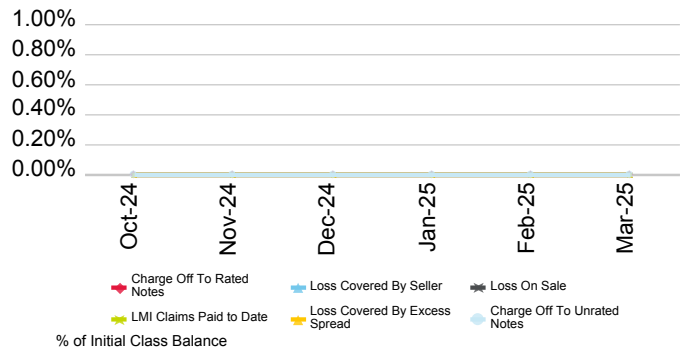 1.00%
0.80%
0.60%
0.40%
0.20%
0.00%
Oct-24
Nov-24
Dec-24
Jan-25
Feb-25
Mar-25
Charge Off To Rated
Notes
Loss Covered By Seller
Loss On Sale
LMI Claims Paid to Date
Loss Covered By Excess
Spread
Charge Off To Unrated
Notes
% of Initial Class Balance